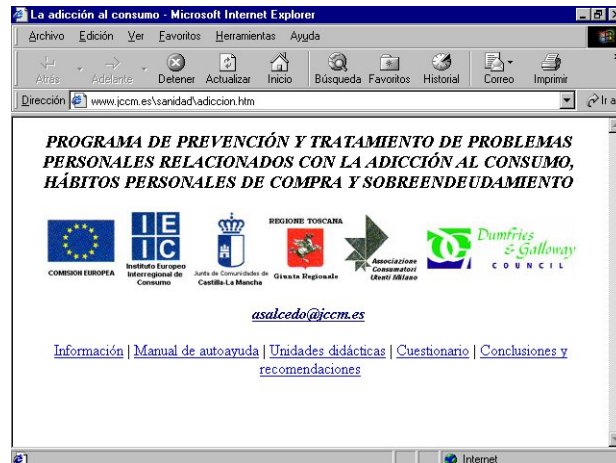 La adicción al consumo - Microsoft Internet Explorer
Archivo Edición Ver Favoritos Herramientas Ayuda
Atrás Adelante Detener Actualizar Inicio Búsqueda Favoritos Historial Correo Imprimir
Dirección www.jccm.es\sanidad\adiccion.htm Ir a
PROGRAMA DE PREVENCIÓN Y TRATAMIENTO DE PROBLEMAS
PERSONALES RELACIONADOS CON LA ADICCIÓN AL CONSUMO,
HÁBITOS PERSONALES DE COMPRA Y SOBREENDEUDAMIENTO
COMISION EUROPEA
IE
IC
Instituto Europeo
Interregional de
Consumo
Junta de Comunidades de
Castilla-La Mancha
REGIONE TOSCANA
Giunta Regionale
Associazione
Consumatori
Utenti Milano
Dumfries
& Galloway
COUNCIL
asalcedo@jccm.es
Información | Manual de autoayuda | Unidades didácticas | Cuestionario | Conclusiones y
recomendaciones
Internet